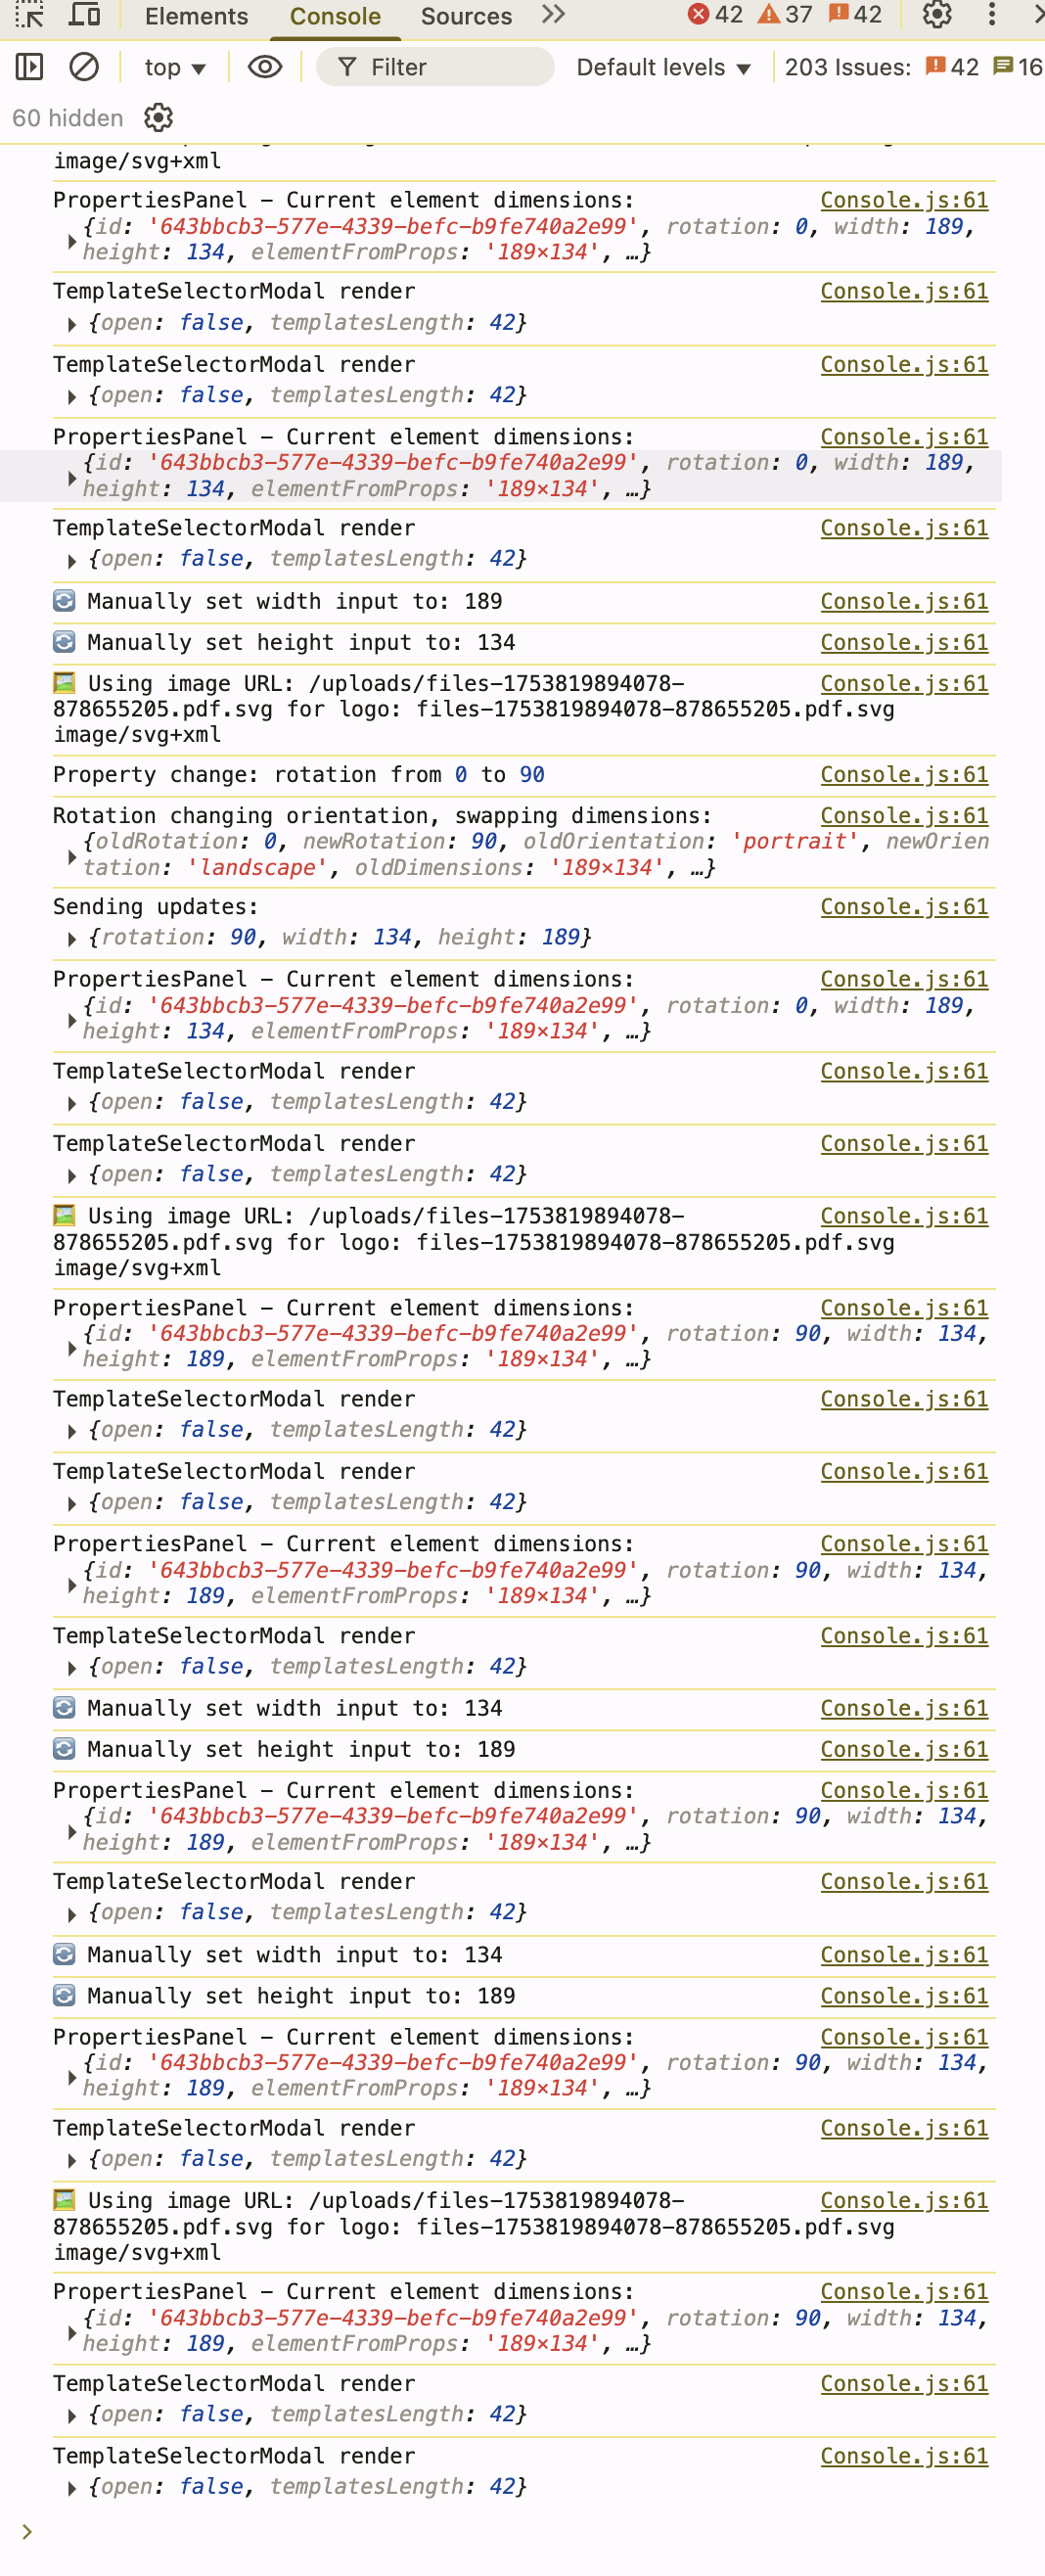 Elements Console Sources 42 37 42
top Filter Default levels 203 Issues: 42 16
60 hidden
image/svg+xml
PropertiesPanel – Current element dimensions: Console.js:61
{id: '643bbcb3-577e-4339-befc-b9fe740a2e99', rotation: 0, width: 189,
height: 134, elementFromProps: '189×134', …}
TemplateSelectorModal render Console.js:61
{open: false, templatesLength: 42}
TemplateSelectorModal render Console.js:61
{open: false, templatesLength: 42}
PropertiesPanel – Current element dimensions: Console.js:61
{id: '643bbcb3-577e-4339-befc-b9fe740a2e99', rotation: 0, width: 189,
height: 134, elementFromProps: '189×134', …}
TemplateSelectorModal render Console.js:61
{open: false, templatesLength: 42}
🔄 Manually set width input to: 189 Console.js:61
🔄 Manually set height input to: 134 Console.js:61
🖼️ Using image URL: /uploads/files-1753819894078- Console.js:61
878655205.pdf.svg for logo: files-1753819894078-878655205.pdf.svg
image/svg+xml
Property change: rotation from 0 to 90 Console.js:61
Rotation changing orientation, swapping dimensions: Console.js:61
{oldRotation: 0, newRotation: 90, oldOrientation: 'portrait', newOrien
tation: 'landscape', oldDimensions: '189×134', …}
Sending updates: Console.js:61
{rotation: 90, width: 134, height: 189}
PropertiesPanel – Current element dimensions: Console.js:61
{id: '643bbcb3-577e-4339-befc-b9fe740a2e99', rotation: 0, width: 189,
height: 134, elementFromProps: '189×134', …}
TemplateSelectorModal render Console.js:61
{open: false, templatesLength: 42}
TemplateSelectorModal render Console.js:61
{open: false, templatesLength: 42}
🖼️ Using image URL: /uploads/files-1753819894078- Console.js:61
878655205.pdf.svg for logo: files-1753819894078-878655205.pdf.svg
image/svg+xml
PropertiesPanel – Current element dimensions: Console.js:61
{id: '643bbcb3-577e-4339-befc-b9fe740a2e99', rotation: 90, width: 134,
height: 189, elementFromProps: '189×134', …}
TemplateSelectorModal render Console.js:61
{open: false, templatesLength: 42}
TemplateSelectorModal render Console.js:61
{open: false, templatesLength: 42}
PropertiesPanel – Current element dimensions: Console.js:61
{id: '643bbcb3-577e-4339-befc-b9fe740a2e99', rotation: 90, width: 134,
height: 189, elementFromProps: '189×134', …}
TemplateSelectorModal render Console.js:61
{open: false, templatesLength: 42}
🔄 Manually set width input to: 134 Console.js:61
🔄 Manually set height input to: 189 Console.js:61
PropertiesPanel – Current element dimensions: Console.js:61
{id: '643bbcb3-577e-4339-befc-b9fe740a2e99', rotation: 90, width: 134,
height: 189, elementFromProps: '189×134', …}
TemplateSelectorModal render Console.js:61
{open: false, templatesLength: 42}
🔄 Manually set width input to: 134 Console.js:61
🔄 Manually set height input to: 189 Console.js:61
PropertiesPanel – Current element dimensions: Console.js:61
{id: '643bbcb3-577e-4339-befc-b9fe740a2e99', rotation: 90, width: 134,
height: 189, elementFromProps: '189×134', …}
TemplateSelectorModal render Console.js:61
{open: false, templatesLength: 42}
🖼️ Using image URL: /uploads/files-1753819894078- Console.js:61
878655205.pdf.svg for logo: files-1753819894078-878655205.pdf.svg
image/svg+xml
PropertiesPanel – Current element dimensions: Console.js:61
{id: '643bbcb3-577e-4339-befc-b9fe740a2e99', rotation: 90, width: 134,
height: 189, elementFromProps: '189×134', …}
TemplateSelectorModal render Console.js:61
{open: false, templatesLength: 42}
TemplateSelectorModal render Console.js:61
{open: false, templatesLength: 42}